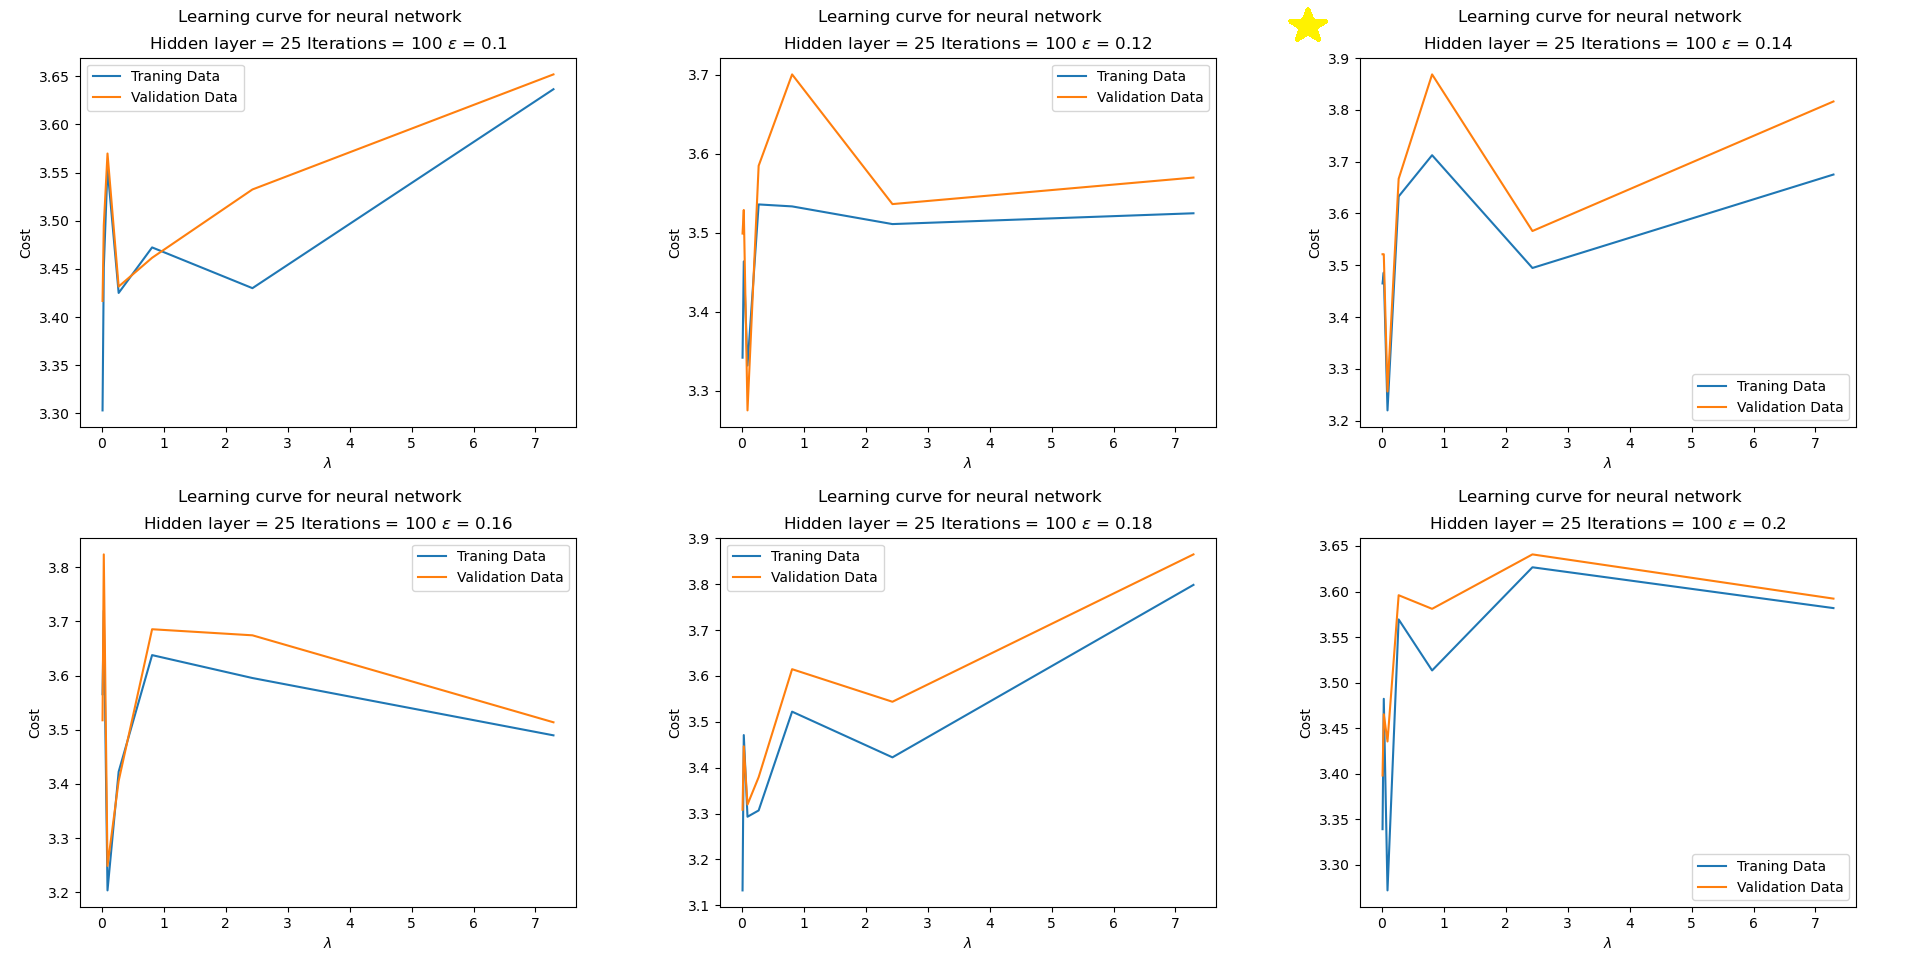 Learning curve for neural network
Hidden layer = 25 Iterations = 100 ε = 0.1
3.65
3.60
3.55
3.50
3.45
3.40
3.35
3.30
Cost
Traning Data
Validation Data
0 1 2 3 4 5 6 7
λ
Learning curve for neural network
Hidden layer = 25 Iterations = 100 ε = 0.12
3.7
3.6
3.5
3.4
3.3
Cost
Traning Data
Validation Data
0 1 2 3 4 5 6 7
λ
Learning curve for neural network
Hidden layer = 25 Iterations = 100 ε = 0.14
3.9
3.8
3.7
3.6
3.5
3.4
3.3
3.2
Cost
Traning Data
Validation Data
0 1 2 3 4 5 6 7
λ
Learning curve for neural network
Hidden layer = 25 Iterations = 100 ε = 0.16
3.8
3.7
3.6
3.5
3.4
3.3
3.2
Cost
Traning Data
Validation Data
0 1 2 3 4 5 6 7
λ
Learning curve for neural network
Hidden layer = 25 Iterations = 100 ε = 0.18
3.9
3.8
3.7
3.6
3.5
3.4
3.3
3.2
3.1
Cost
Traning Data
Validation Data
0 1 2 3 4 5 6 7
λ
Learning curve for neural network
Hidden layer = 25 Iterations = 100 ε = 0.2
3.65
3.60
3.55
3.50
3.45
3.40
3.35
3.30
Cost
Traning Data
Validation Data
0 1 2 3 4 5 6 7
λ